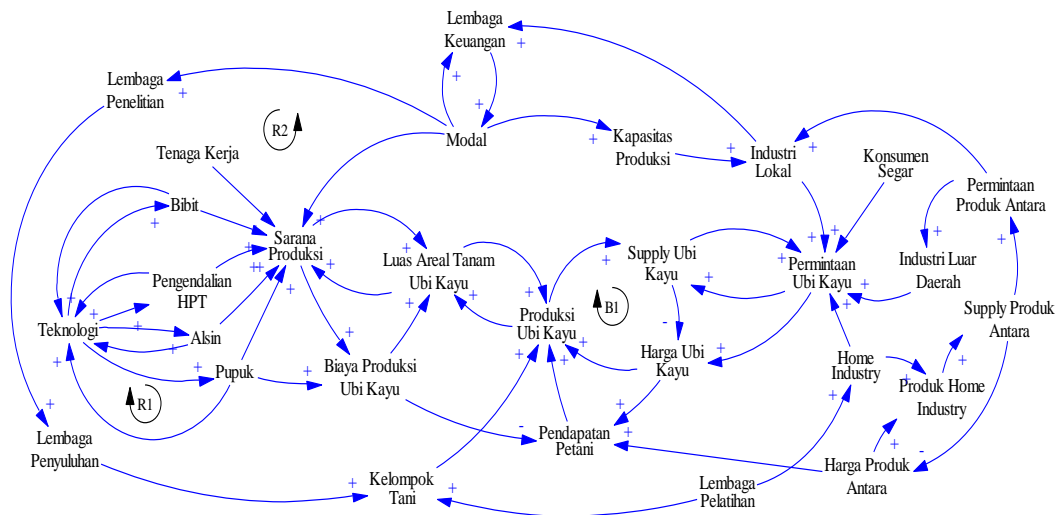 Lembaga
Keuangan
Lembaga
Penelitian
R2
Modal
Kapasitas
Produksi
Industri
Lokal
Konsumen
Segar
Tenaga Kerja
Permintaan
Produk Antara
Bibit
Sarana
Produksi
Luas Areal Tanam
Ubi Kayu
Supply Ubi
Kayu
Permintaan
Ubi Kayu
Industri Luar
Daerah
Pengendalian
HPT
B1
Produksi
Ubi Kayu
Supply Produk
Antara
Teknologi
Alsin
Harga Ubi
Kayu
Home
Industry
Pupuk
Biaya Produksi
Ubi Kayu
Produk Home
Industry
R1
Lembaga
Penyuluhan
Pendapatan
Petani
Kelompok
Tani
Lembaga
Pelatihan
Harga Produk
Antara